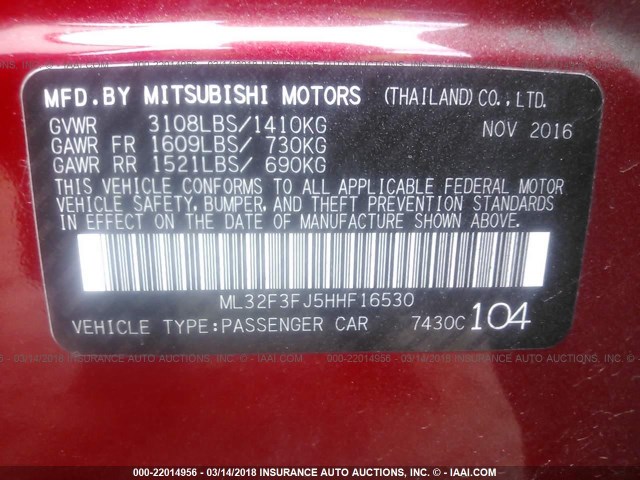 MFD.BY MITSUBISHI MOTORS (THAILAND) CO.,LTD.
GVWR 3108LBS/1410KG NOV 2016
GAWR FR 1609LBS/ 730KG
GAWR RR 1521LBS/ 690KG
THIS VEHICLE CONFORMS TO ALL APPLICABLE FEDERAL MOTOR
VEHICLE SAFETY, BUMPER, AND THEFT PREVENTION STANDARDS
IN EFFECT ON THE DATE OF MANUFACTURE SHOWN ABOVE.
ML32F3FJ5HHF16530
VEHICLE TYPE:PASSENGER CAR 7430C 104
000-22014956 - 03/14/2018 INSURANCE AUTO AUCTIONS, INC. - © IAAI.COM